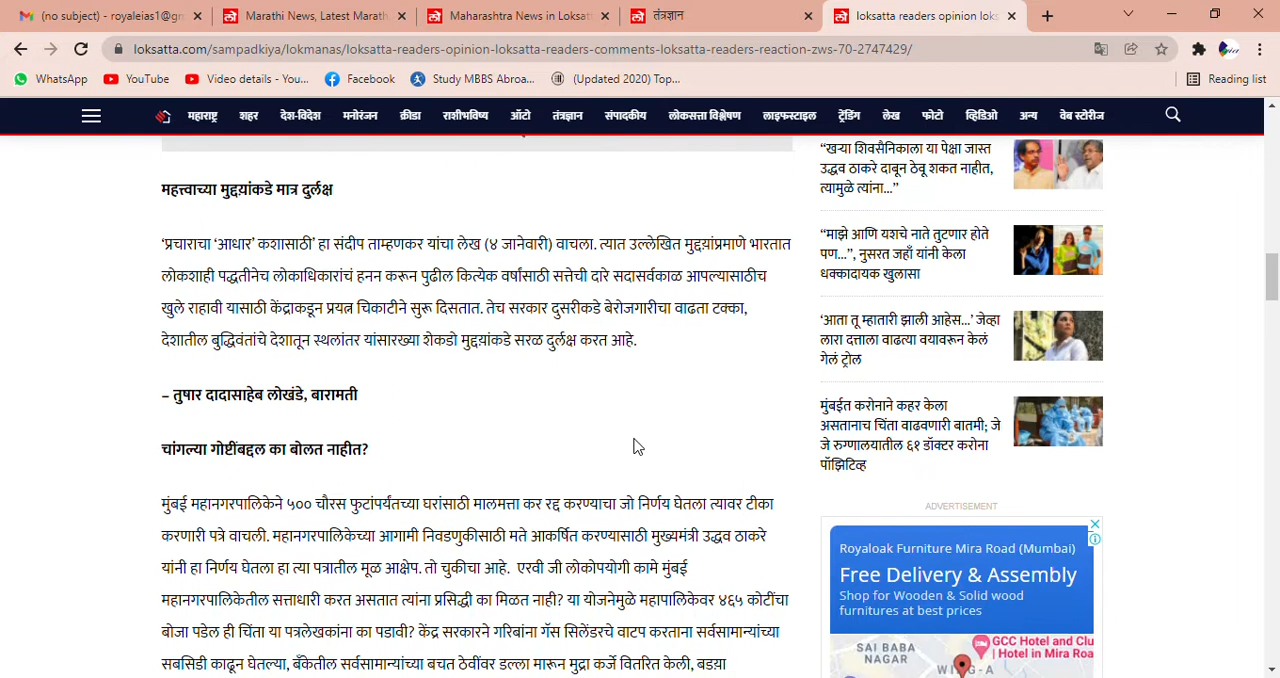 (no subject) - royaleias1@gm
Marathi News, Latest Marath
Maharashtra News in Loksatt
तंत्रज्ञान
loksatta readers opinion loks
loksatta.com/sampadkiya/lokmanas/loksatta-readers-opinion-loksatta-readers-comments-loksatta-readers-reaction-zws-70-2747429/
WhatsApp
YouTube
Video details - You...
Facebook
Study MBBS Abroa...
(Updated 2020) Top...
Reading list
महाराष्ट्र
शहर
देश-विदेश
मनोरंजन
क्रीडा
राशीभविष्य
ऑटो
तंत्रज्ञान
संपादकीय
लोकसत्ता विश्लेषण
लाइफस्टाइल
ट्रेंडिंग
लेख
फोटो
व्हिडिओ
अन्य
वेब स्टोरीज
महत्त्वाच्या मुद्दय़ांकडे मात्र दुर्लक्ष
‘प्रचाराचा ‘आधार’ कशासाठी’ हा संदीप ताम्हणकर यांचा लेख (४ जानेवारी) वाचला. त्यात उल्लेखित मुद्दय़ांप्रमाणे भारतात
लोकशाही पद्धतीनेच लोकाधिकारांचं हनन करून पुढील कित्येक वर्षांसाठी सत्तेची दारे सदासर्वकाळ आपल्यासाठीच
खुले राहावी यासाठी केंद्राकडून प्रयत्न चिकाटीने सुरू दिसतात. तेच सरकार दुसरीकडे बेरोजगारीचा वाढता टक्का,
देशातील बुद्धिवंतांचे देशातून स्थलांतर यांसारख्या शेकडो मुद्दय़ांकडे सरळ दुर्लक्ष करत आहे.
– तुषार दादासाहेब लोखंडे, बारामती
चांगल्या गोष्टींबद्दल का बोलत नाहीत?
मुंबई महानगरपालिकेने ५०० चौरस फुटांपर्यंतच्या घरांसाठी मालमत्ता कर रद्द करण्याचा जो निर्णय घेतला त्यावर टीका
करणारी पत्रे वाचली. महानगरपालिकेच्या आगामी निवडणुकीसाठी मते आकर्षित करण्यासाठी मुख्यमंत्री उद्धव ठाकरे
यांनी हा निर्णय घेतला हा त्या पत्रातील मूळ आक्षेप. तो चुकीचा आहे. एरवी जी लोकोपयोगी कामे मुंबई
महानगरपालिकेतील सत्ताधारी करत असतात त्यांना प्रसिद्धी का मिळत नाही? या योजनेमुळे महापालिकेवर ४६५ कोटींचा
बोजा पडेल ही चिंता या पत्रलेखकांना का पडावी? केंद्र सरकारने गरिबांना गॅस सिलेंडरचे वाटप करताना सर्वसामान्यांच्या
सबसिडी काढून घेतल्या, बँकेतील सर्वसामान्यांच्या बचत ठेवींवर डल्ला मारून मुद्रा कर्जे वितरित केली, बडय़ा
“खऱ्या शिवसैनिकाला या पेक्षा जास्त
उद्धव ठाकरे दाबून ठेवू शकत नाहीत,
त्यामुळे त्यांना...”
“माझे आणि यशचे नाते तुटणार होते
पण...”, नुसरत जहाँ यांनी केला
धक्कादायक खुलासा
‘आता तू म्हातारी झाली आहेस...’ जेव्हा
लारा दत्ताला वाढत्या वयावरून केलं
गेलं ट्रोल
मुंबईत करोनाने कहर केला
असतानाच चिंता वाढवणारी बातमी; जे
जे रुग्णालयातील ६१ डॉक्टर करोना
पॉझिटिव्ह
ADVERTISEMENT
Royaloak Furniture Mira Road (Mumbai)
Free Delivery & Assembly
Shop for Wooden & Solid wood
furnitures at best prices
GCC Hotel and Clu
Hotel in Mira Roa
SAI BABA
NAGAR
WING-A